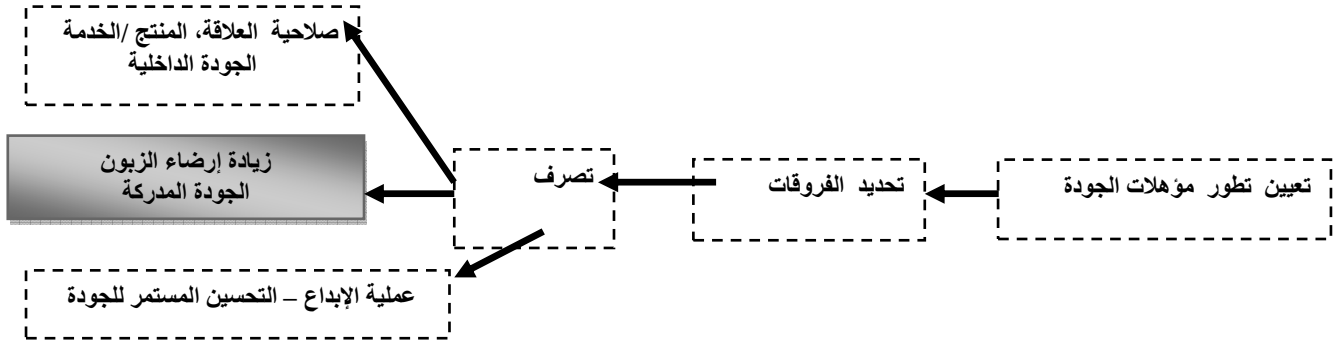 صلاحية العلاقة، المنتج /الخدمة
الجودة الداخلية
زيادة إرضاء الزبون
الجودة المدركة
تعيين تطور مؤهلات الجودة
تحديد الفروقات
تصرف
عملية الإبداع – التحسين المستمر للجودة